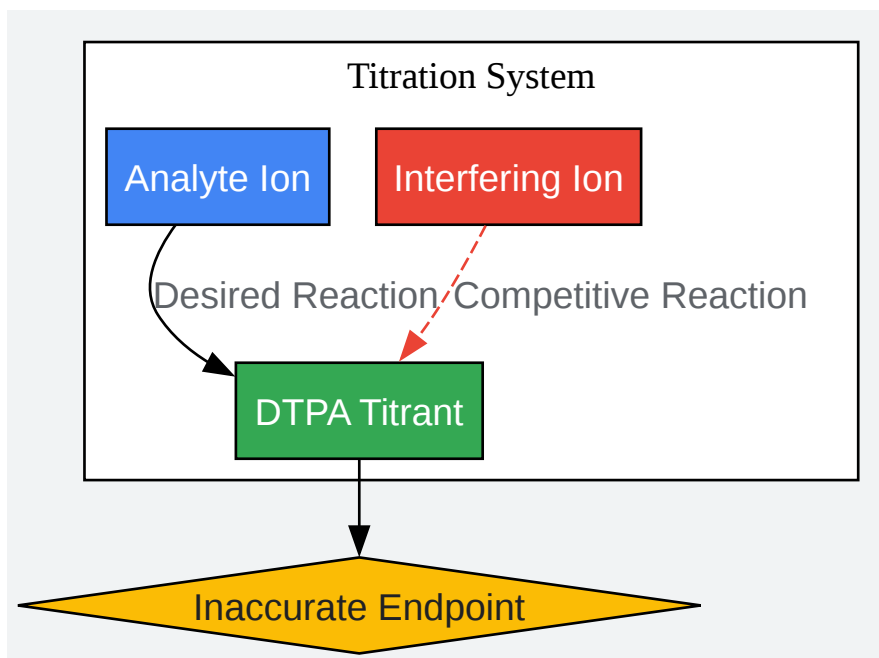 Titration System
Analyte Ion
Interfering Ion
Desired Reaction
Competitive Reaction
DTPA Titrant
Inaccurate Endpoint